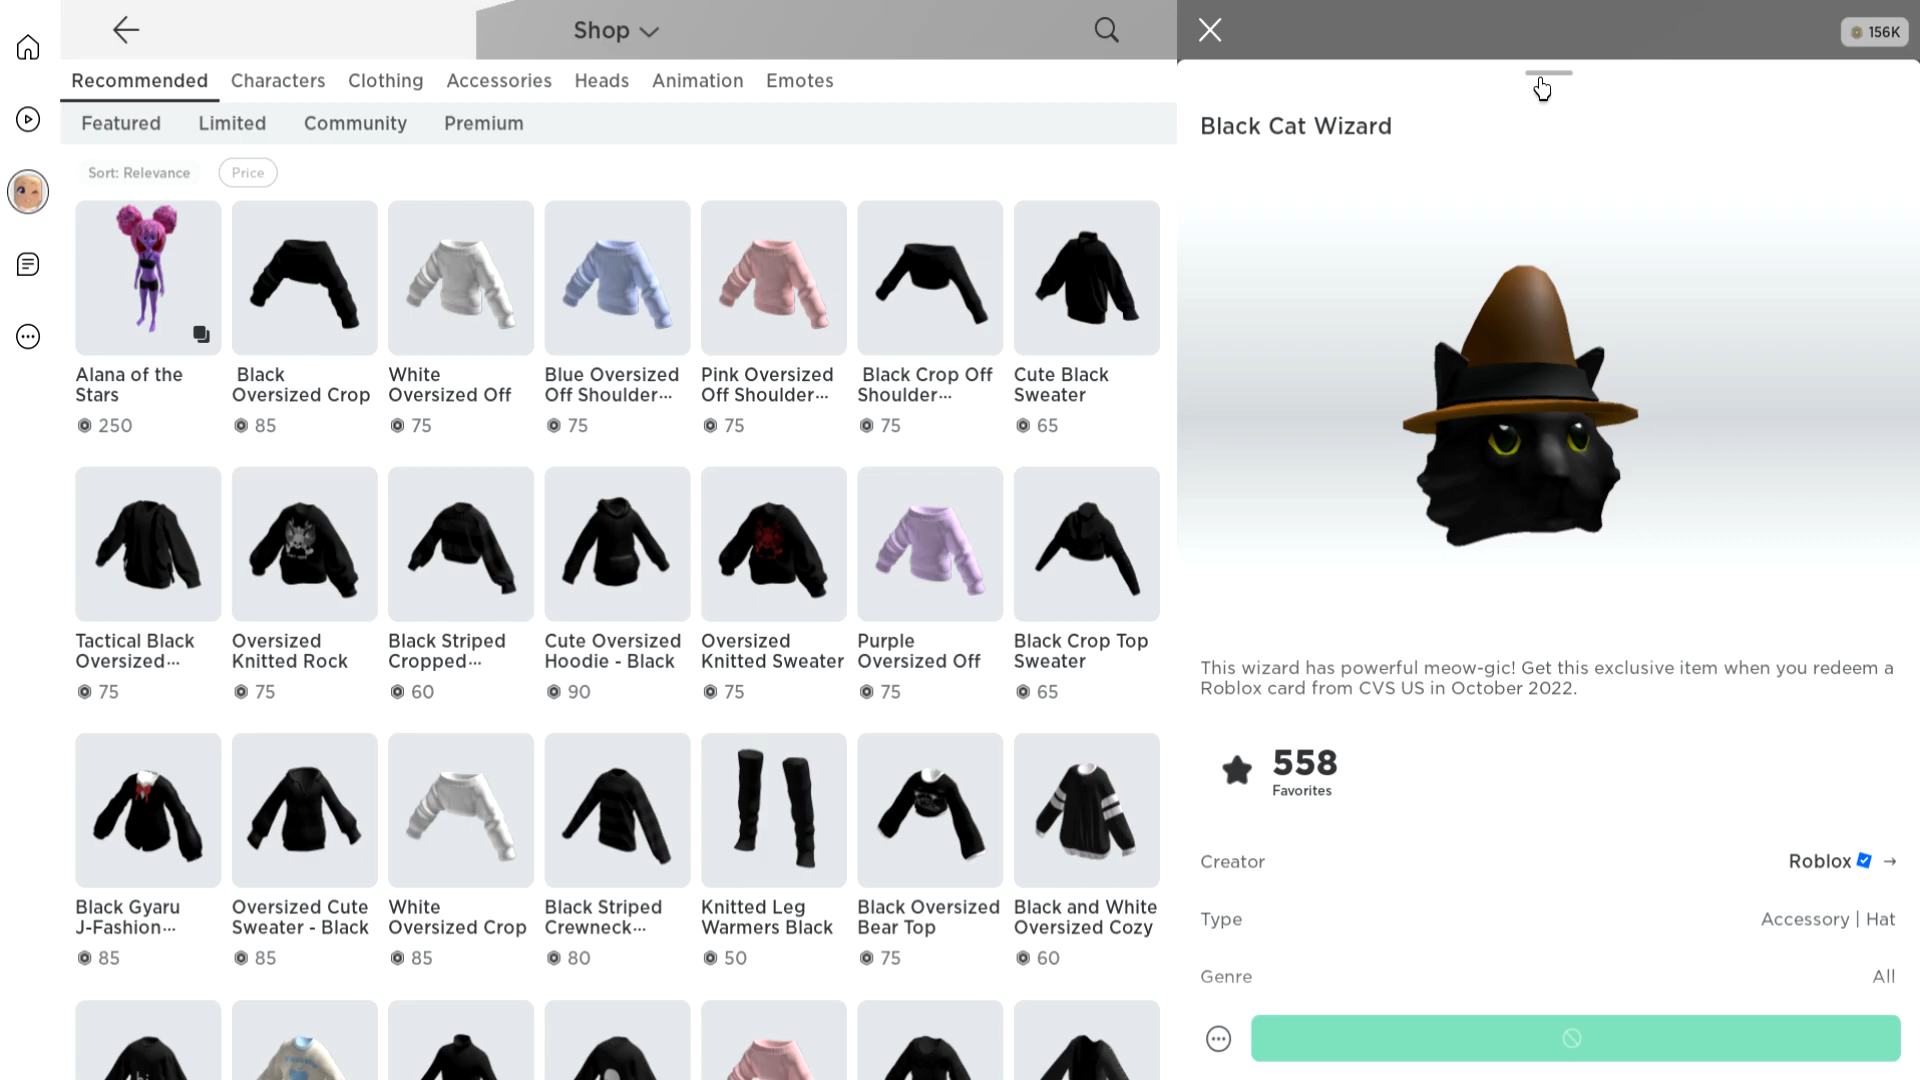 Shop
156K
Recommended Characters Clothing Accessories Heads Animation Emotes
Featured Limited Community Premium
Sort: Relevance Price
Alana of the
Stars
250
Black
Oversized Crop
85
White
Oversized Off
75
Blue Oversized
Off Shoulder...
75
Pink Oversized
Off Shoulder...
75
Black Crop Off
Shoulder...
75
Cute Black
Sweater
65
Tactical Black
Oversized...
75
Oversized
Knitted Rock
75
Black Striped
Cropped...
60
Cute Oversized
Hoodie - Black
90
Oversized
Knitted Sweater
75
Purple
Oversized Off
75
Black Crop Top
Sweater
65
Black Gyaru
J-Fashion...
85
Oversized Cute
Sweater - Black
85
White
Oversized Crop
85
Black Striped
Crewneck...
80
Knitted Leg
Warmers Black
50
Black Oversized
Bear Top
75
Black and White
Oversized Cozy
60
Black Cat Wizard
This wizard has powerful meow-gic! Get this exclusive item when you redeem a
Roblox card from CVS US in October 2022.
558
Favorites
Creator Roblox →
Type Accessory | Hat
Genre All